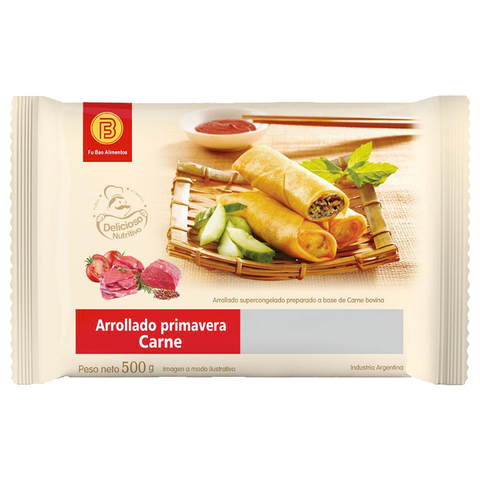 Fu Bao Alimentos
Delicioso
Nutritivo
Arrollado supercongelado preparado a base de Carne bovina
Arrollado primavera
Carne
Peso neto 500 g
Imagen a modo ilustrativo
Industria Argentina